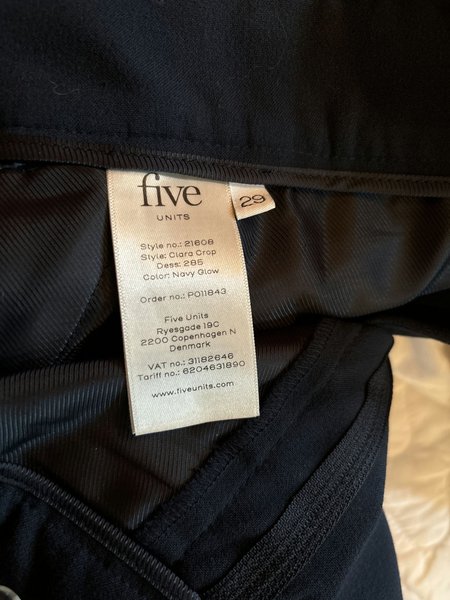 five
UNITS
29
Style no.: 21608
Style: Clara Crop
Dess: 285
Color: Navy Glow
Order no.: PO11843
Five Units
Ryesgade 19C
2200 Copenhagen N
Denmark
VAT no.: 31182646
Tariff no.: 6204631890
www.fiveunits.com